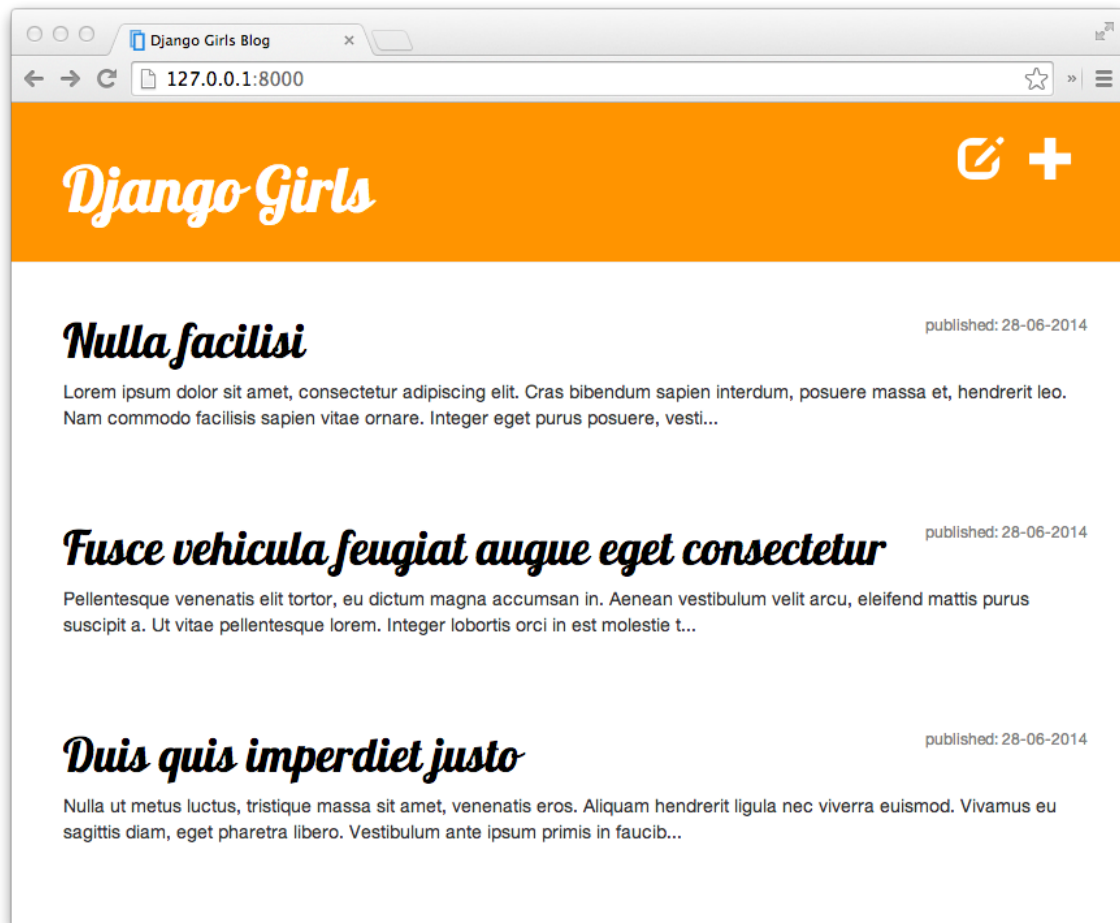 Django Girls Blog
127.0.0.1:8000
Django Girls
Nulla facilisi
published: 28-06-2014
Lorem ipsum dolor sit amet, consectetur adipiscing elit. Cras bibendum sapien interdum, posuere massa et, hendrerit leo.
Nam commodo facilisis sapien vitae ornare. Integer eget purus posuere, vesti...
Fusce vehicula feugiat augue eget consectetur
published: 28-06-2014
Pellentesque venenatis elit tortor, eu dictum magna accumsan in. Aenean vestibulum velit arcu, eleifend mattis purus
suscipit a. Ut vitae pellentesque lorem. Integer lobortis orci in est molestie t...
Duis quis imperdiet justo
published: 28-06-2014
Nulla ut metus luctus, tristique massa sit amet, venenatis eros. Aliquam hendrerit ligula nec viverra euismod. Vivamus eu
sagittis diam, eget pharetra libero. Vestibulum ante ipsum primis in faucib...